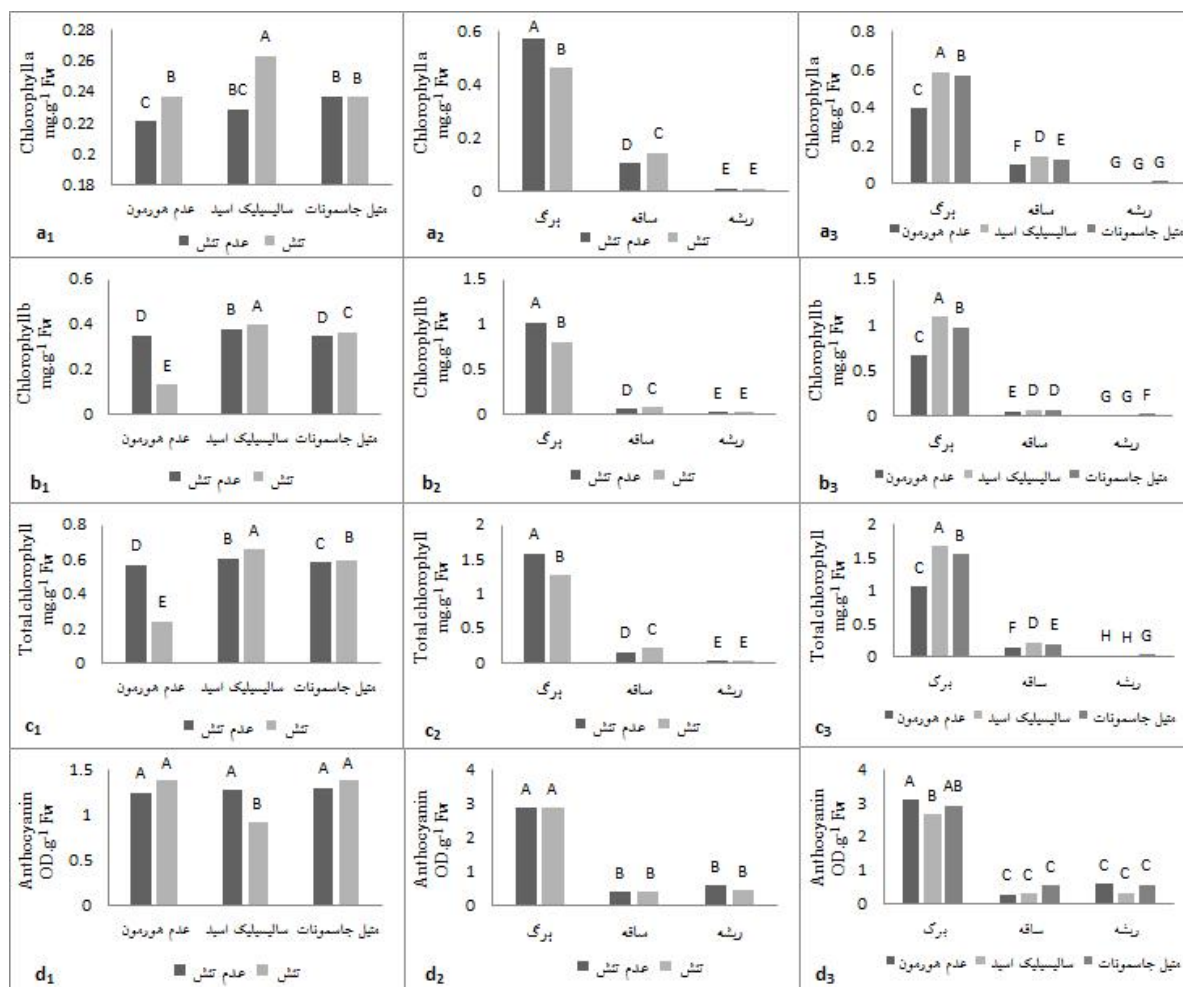 Chlorophyll a
mg.g-1 Fw
0.28
0.26
0.24
0.22
0.2
0.18
C B BC A B B
عدم هورمون سالیسیلیک اسید متیل جاسمونات
عدم تنش تنش
a1
Chlorophyll a
mg.g-1 Fw
0.6
0.4
0.2
0
A B D C E E
برگ ساقه ریشه
عدم تنش تنش
a2
Chlorophyll a
mg.g-1 Fw
0.8
0.6
0.4
0.2
0
C A B F D E G G G
برگ ساقه ریشه
عدم هورمون سالیسیلیک اسید متیل جاسمونات
a3
Chlorophyll b
mg.g-1 Fw
0.6
0.4
0.2
0
D E B A D C
عدم هورمون سالیسیلیک اسید متیل جاسمونات
عدم تنش تنش
b1
Chlorophyll b
mg.g-1 Fw
1.5
1
0.5
0
A B D C E E
برگ ساقه ریشه
عدم تنش تنش
b2
Chlorophyll b
mg.g-1 Fw
1.5
1
0.5
0
C A B E D D G G F
برگ ساقه ریشه
عدم هورمون سالیسیلیک اسید متیل جاسمونات
b3
Total chlorophyll
mg.g-1 Fw
0.8
0.6
0.4
0.2
0
D E B A C B
عدم هورمون سالیسیلیک اسید متیل جاسمونات
عدم تنش تنش
c1
Total chlorophyll
mg.g-1 Fw
2
1.5
1
0.5
0
A B D C E E
برگ ساقه ریشه
عدم تنش تنش
c2
Total chlorophyll
mg.g-1 Fw
2
1.5
1
0.5
0
C A B F D E H H G
برگ ساقه ریشه
عدم هورمون سالیسیلیک اسید متیل جاسمونات
c3
Anthocyanin
OD.g-1 Fw
1.5
1
0.5
0
A A A B A A
عدم هورمون سالیسیلیک اسید متیل جاسمونات
عدم تنش تنش
d1
Anthocyanin
OD.g-1 Fw
4
3
2
1
0
A A B B B B
برگ ساقه ریشه
عدم تنش تنش
d2
Anthocyanin
OD.g-1 Fw
4
3
2
1
0
A B AB C C C C C C
برگ ساقه ریشه
عدم هورمون سالیسیلیک اسید متیل جاسمونات
d3